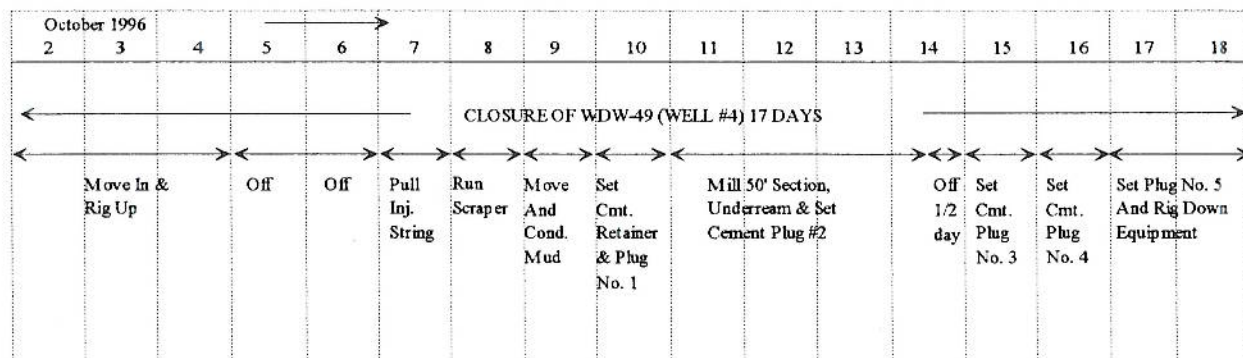 October 1996
2 3 4 5 6 7 8 9 10 11 12 13 14 15 16 17 18
CLOSURE OF WDW-49 (WELL #4) 17 DAYS
Move In &
Rig Up
Off
Off
Pull
Inj.
String
Run
Scraper
Move
And
Cond.
Mud
Set
Cmt.
Retainer
& Plug
No. 1
Mill 50' Section,
Underream & Set
Cement Plug #2
Off
1/2
day
Set
Cmt.
Plug
No. 3
Set
Cmt.
Plug
No. 4
Set Plug No. 5
And Rig Down
Equipment